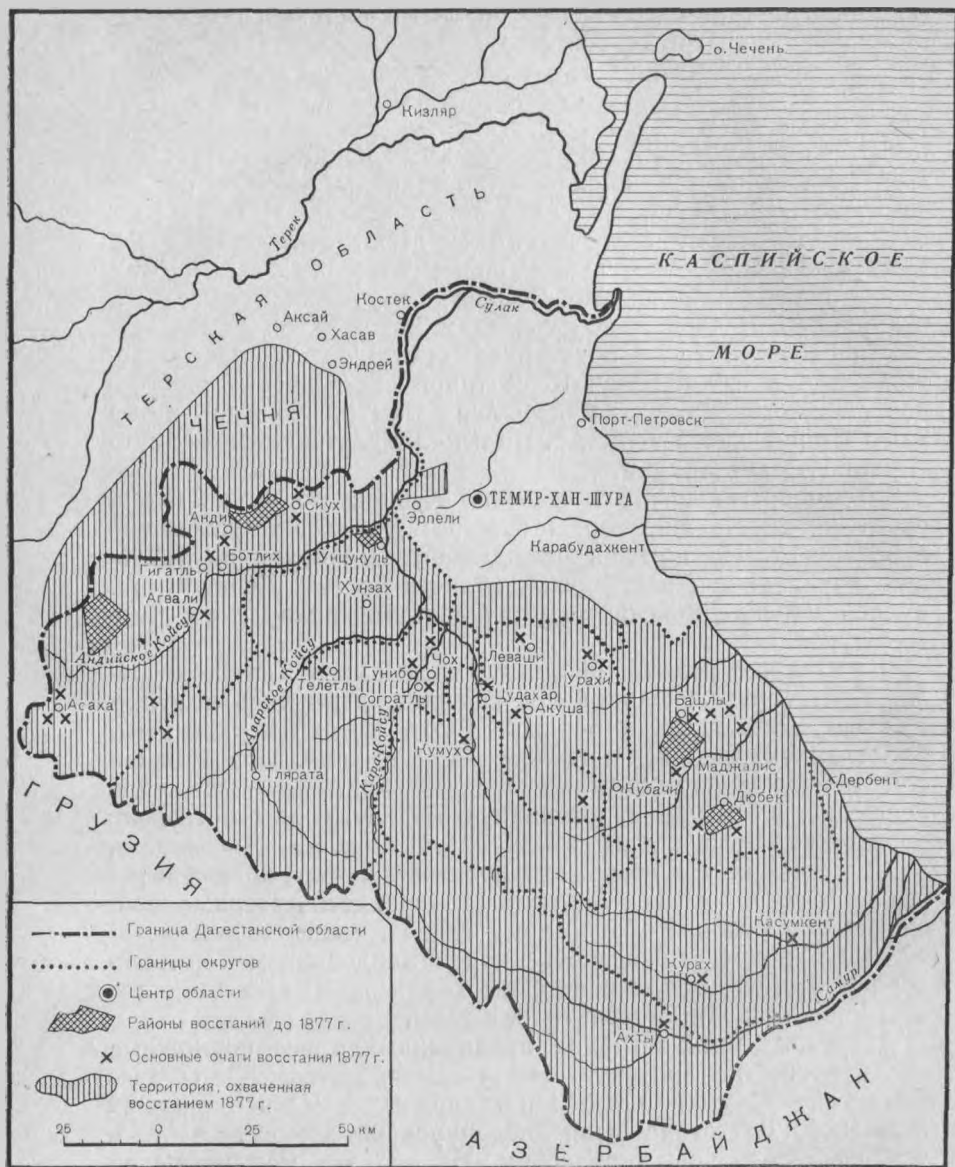 о. Чечень
Кизляр
Терек
ТЕРСКАЯ ОБЛАСТЬ
КАСПИЙСКОЕ
МОРЕ
Костек
Сулак
Аксай
Хасав
Эндрей
ЧЕЧНЯ
Порт-Петровск
ТЕМИР-ХАН-ШУРА
Сиух
Эрпели
Анди
Карабудахкент
Ботлих
Унцукуль
Гигатль
Хунзах
Агвали
Андийское Койсу
Аварское Койсу
Леваши
Чох
Гуниб
Урахи
Телетль
Согратль
Цудахар
Акуша
Башлы
Асаха
Кара-Койсу
Кумух
Маджалис
Тлярата
Кубачи
Дербент
Дюбек
ГРУЗИЯ
Касумкент
Курах
Самур
Ахты
АЗЕРБАЙДЖАН
Граница Дагестанской области
Границы округов
Центр области
Районы восстаний до 1877 г.
Основные очаги восстания 1877 г.
Территория, охваченная
восстанием 1877 г.
25 0 25 50 км